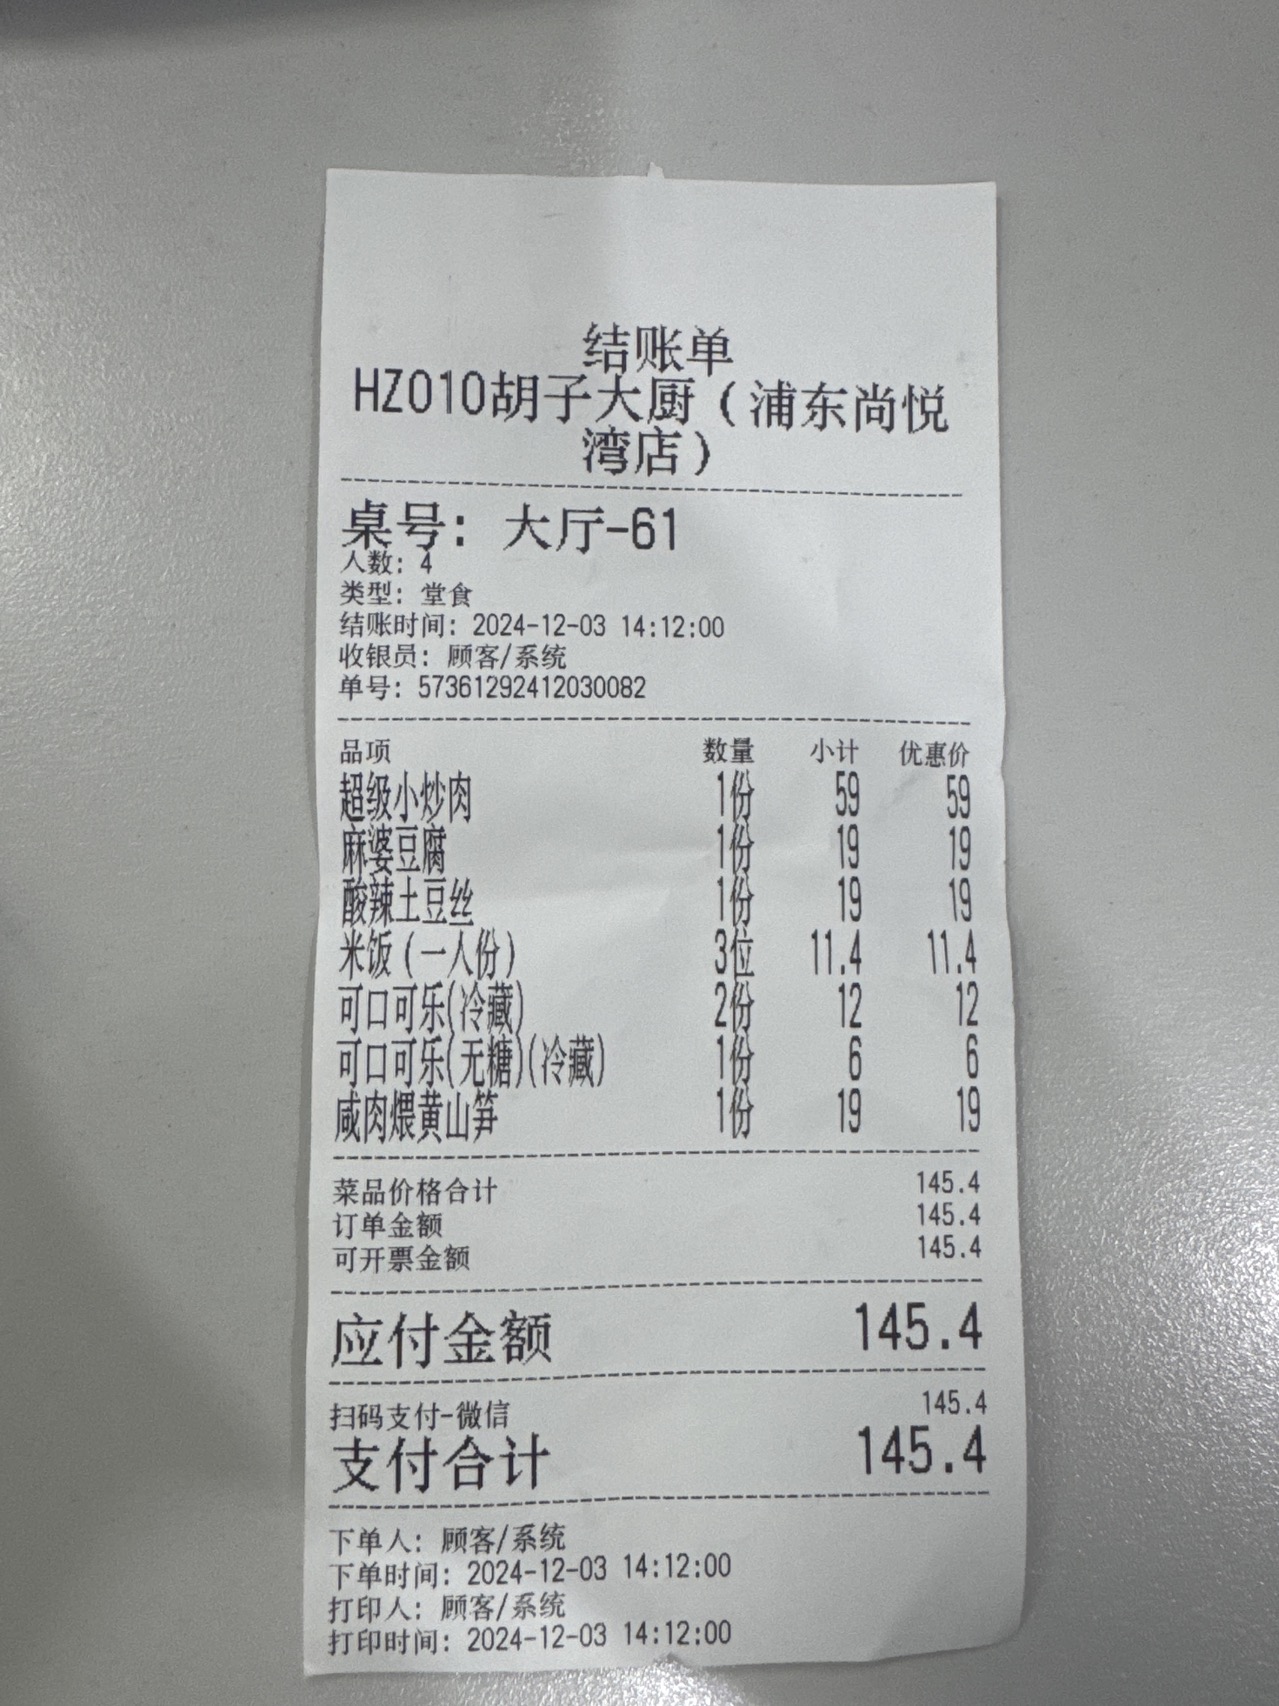 结账单
HZ010胡子大厨（浦东尚悦
湾店）
桌号：大厅-61
人数：4
类型：堂食
结账时间：2024-12-03 14:12:00
收银员：顾客/系统
单号：57361292412030082
品项 数量 小计 优惠价
超级小炒肉 1份 59 59
麻婆豆腐 1份 19 19
酸辣土豆丝 1份 19 19
米饭（一人份） 3位 11.4 11.4
可口可乐(冷藏) 2份 12 12
可口可乐(无糖)(冷藏) 1份 6 6
咸肉煨黄山笋 1份 19 19
菜品价格合计 145.4
订单金额 145.4
可开票金额 145.4
应付金额 145.4
扫码支付-微信 145.4
支付合计 145.4
下单人：顾客/系统
下单时间：2024-12-03 14:12:00
打印人：顾客/系统
打印时间：2024-12-03 14:12:00